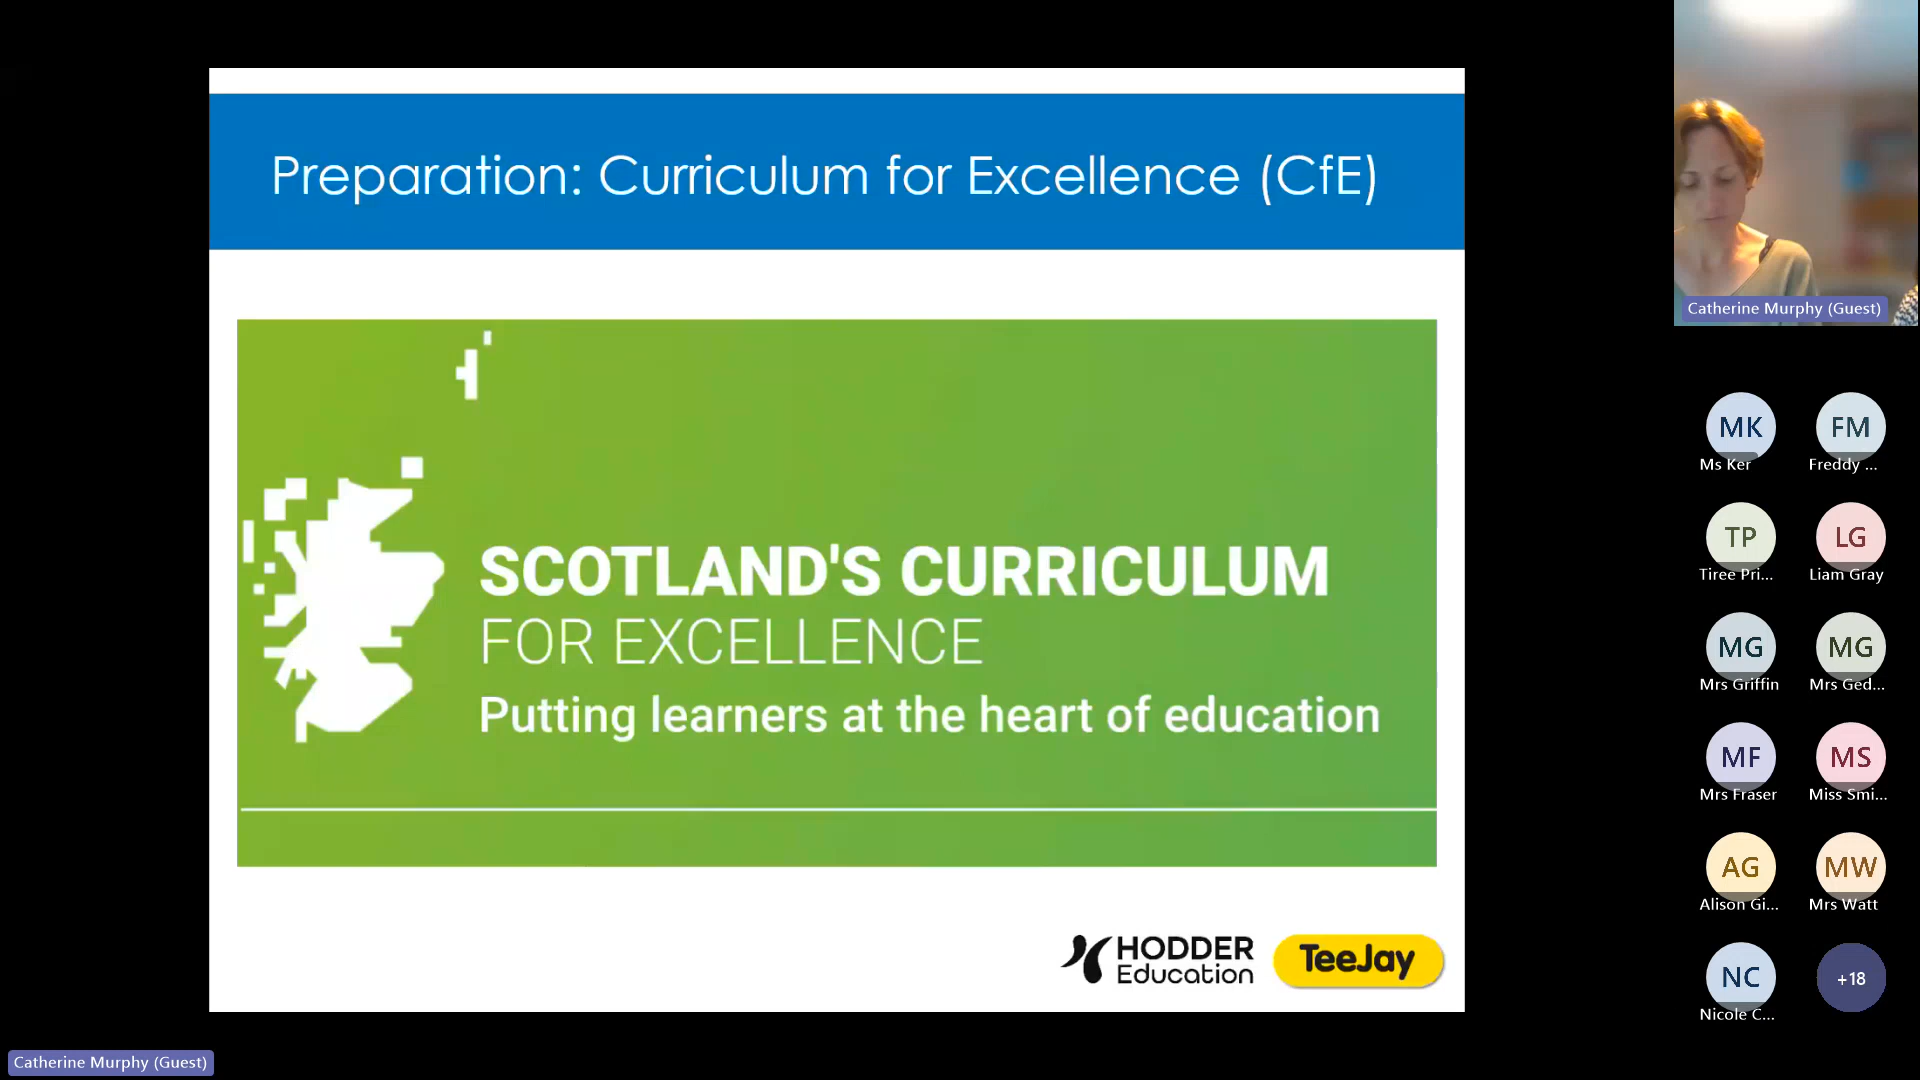 Preparation: Curriculum for Excellence (CfE)
SCOTLAND'S CURRICULUM
FOR EXCELLENCE
Putting learners at the heart of education
HODDER
Education
TeeJay
Catherine Murphy (Guest)
MK
Ms Ker
FM
Freddy ...
TP
Tiree Pri...
LG
Liam Gray
MG
Mrs Griffin
MG
Mrs Ged...
MF
Mrs Fraser
MS
Miss Smi...
AG
Alison Gi...
MW
Mrs Watt
NC
Nicole C...
+18
Catherine Murphy (Guest)